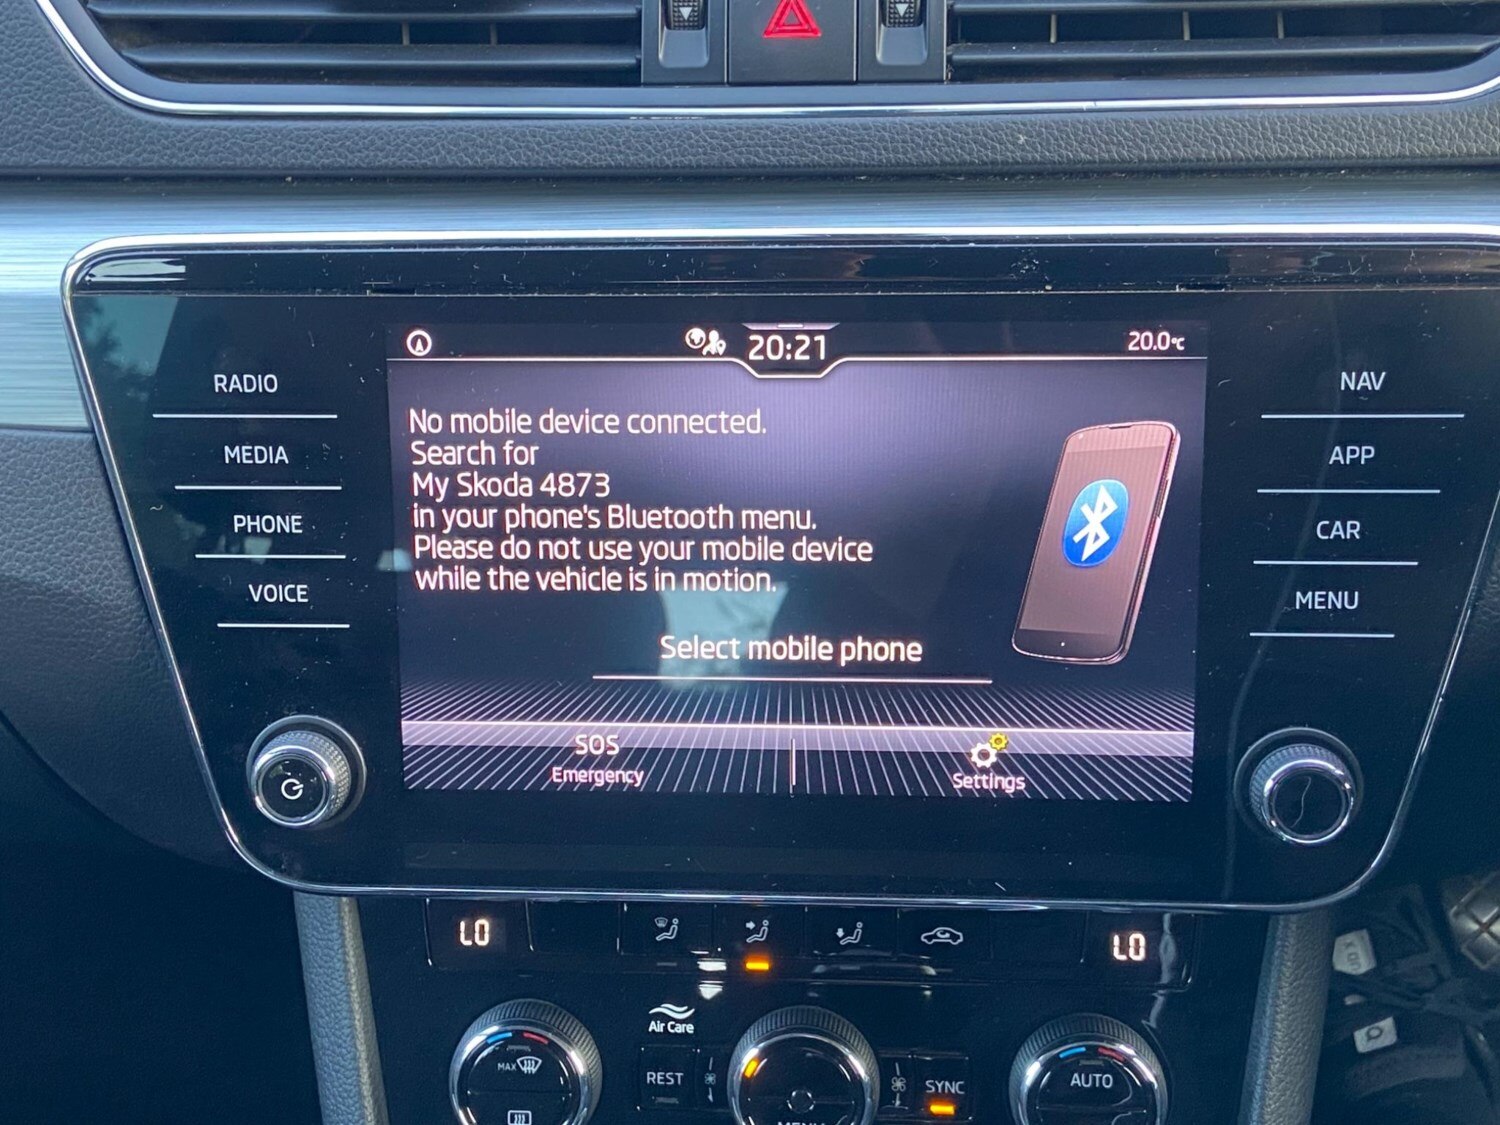 20:21
20.0°C
RADIO
MEDIA
PHONE
VOICE
No mobile device connected.
Search for
My Skoda 4873
in your phone's Bluetooth menu.
Please do not use your mobile device
while the vehicle is in motion.
Select mobile phone
SOS
Emergency
Settings
NAV
APP
CAR
MENU
LO
LO
Air Care
MAX
REST
SYNC
AUTO
MENU